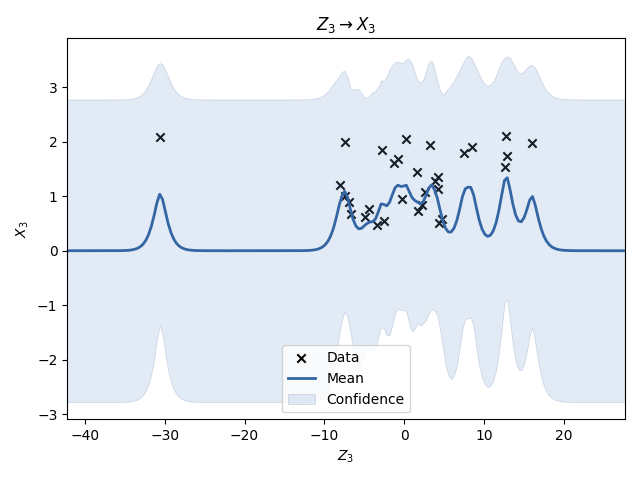 Z₃ → X₃
3
2
1
0
−1
−2
−3
X₃
Data
Mean
Confidence
−40
−30
−20
−10
0
10
20
Z₃